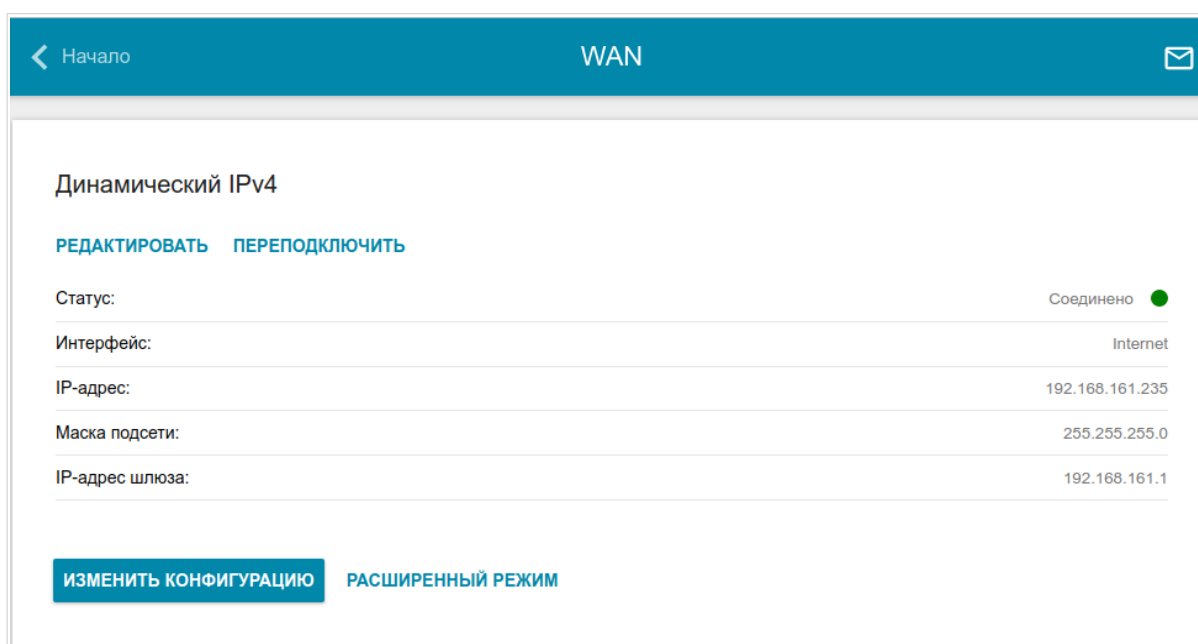 Начало WAN
Динамический IPv4
РЕДАКТИРОВАТЬ ПЕРЕПОДКЛЮЧИТЬ
Статус: Соединено
Интерфейс: Internet
IP-адрес: 192.168.161.235
Маска подсети: 255.255.255.0
IP-адрес шлюза: 192.168.161.1
ИЗМЕНИТЬ КОНФИГУРАЦИЮ РАСШИРЕННЫЙ РЕЖИМ